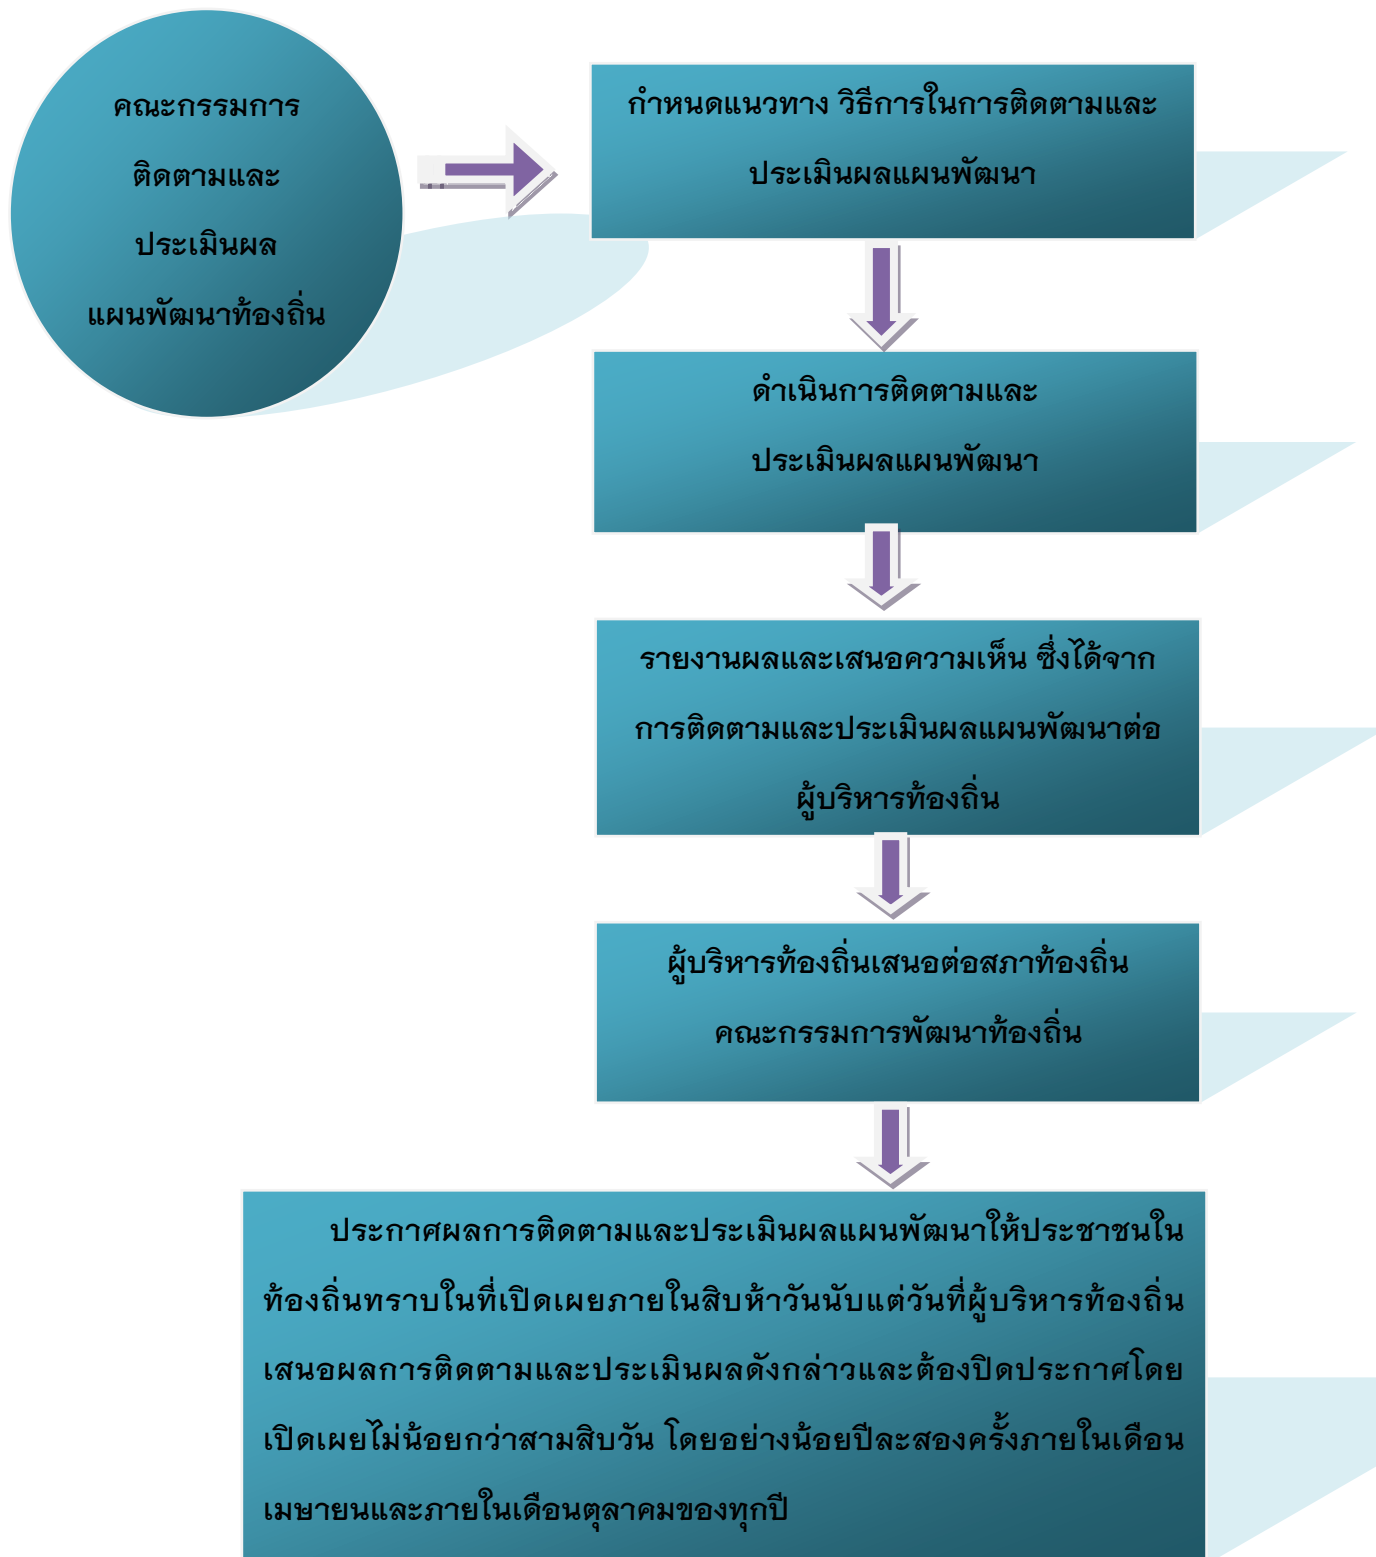 คณะกรรมการ
ติดตามและ
ประเมินผล
แผนพัฒนาท้องถิ่น
กำหนดแนวทาง วิธีการในการติดตามและ
ประเมินผลแผนพัฒนา
ดำเนินการติดตามและ
ประเมินผลแผนพัฒนา
รายงานผลและเสนอความเห็น ซึ่งได้จาก
การติดตามและประเมินผลแผนพัฒนาต่อ
ผู้บริหารท้องถิ่น
ผู้บริหารท้องถิ่นเสนอต่อสภาท้องถิ่น
คณะกรรมการพัฒนาท้องถิ่น
ประกาศผลการติดตามและประเมินผลแผนพัฒนาให้ประชาชนใน
ท้องถิ่นทราบในที่เปิดเผยภายในสิบห้าวันนับแต่วันที่ผู้บริหารท้องถิ่น
เสนอผลการติดตามและประเมินผลดังกล่าวและต้องปิดประกาศโดย
เปิดเผยไม่น้อยกว่าสามสิบวัน โดยอย่างน้อยปีละสองครั้งภายในเดือน
เมษายนและภายในเดือนตุลาคมของทุกปี